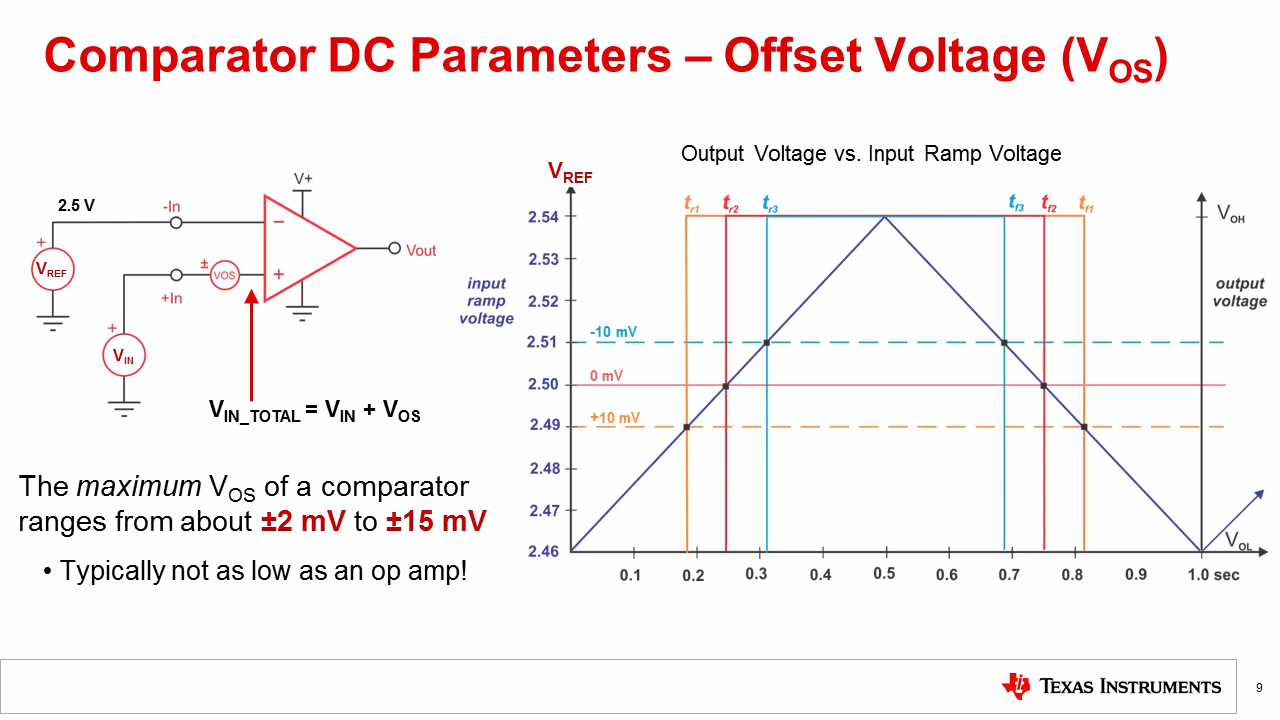 Comparator DC Parameters – Offset Voltage (VOS)
Output Voltage vs. Input Ramp Voltage
V+
2.5 V
-In
−
+
VREF
±
VOS
+
Vout
+In
+
VIN
VIN_TOTAL = VIN + VOS
The maximum VOS of a comparator
ranges from about ±2 mV to ±15 mV
• Typically not as low as an op amp!
VREF
tr1 tr2 tr3 tf3 tf2 tf1
2.54
VOH
2.53
input
ramp
voltage
output
voltage
2.52
-10 mV
2.51
0 mV
2.50
+10 mV
2.49
2.48
2.47
2.46
VOL
0.1 0.2 0.3 0.4 0.5 0.6 0.7 0.8 0.9 1.0 sec
TEXAS INSTRUMENTS
9